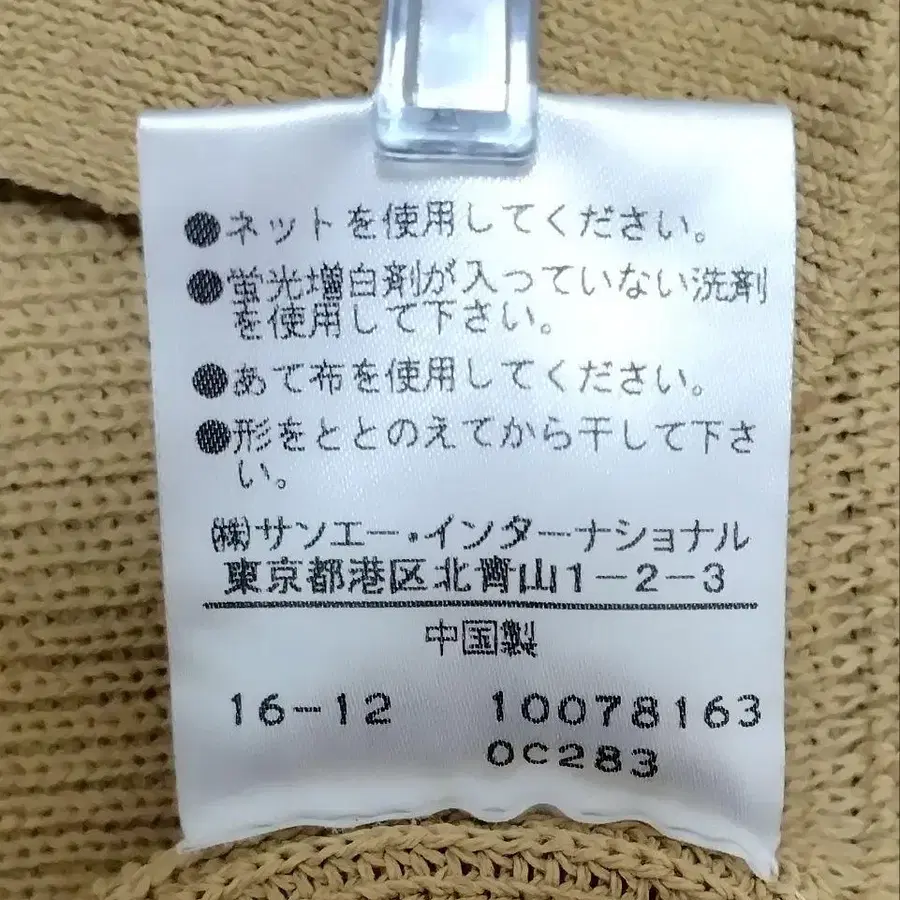 ●ネットを使用してください。
●蛍光増白剤が入っていない洗剤
を使用して下さい。
●あて布を使用してください。
●形をととのえてから干して下さ
い。
㈱サンエー・インターナショナル
東京都港区北青山1-2-3
中国製
16-12 10078163
0C283